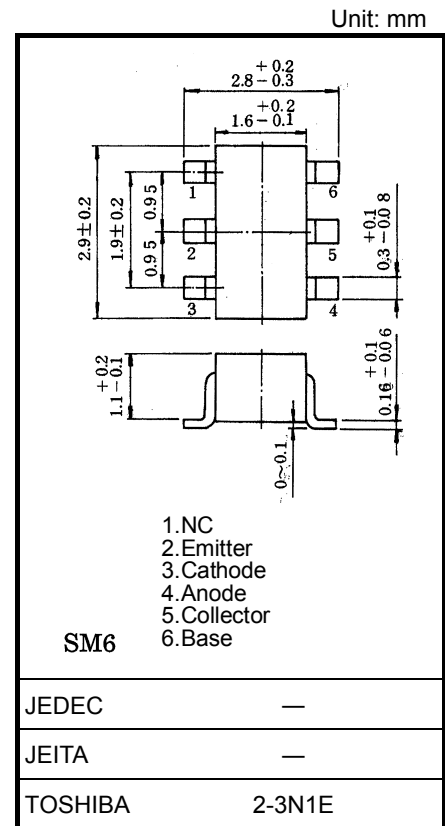 Unit: mm
+0.2
2.8-0.3
+0.2
1.6-0.1
1
6
2.9±0.2
1.9±0.2
0.95
0.95
2
5
3
4
+0.1
0.3-0.08
+0.2
1.1-0.1
+0.1
0.16-0.06
0~0.1
1.NC
2.Emitter
3.Cathode
4.Anode
5.Collector
6.Base
SM6
JEDEC —
JEITA —
TOSHIBA 2-3N1E